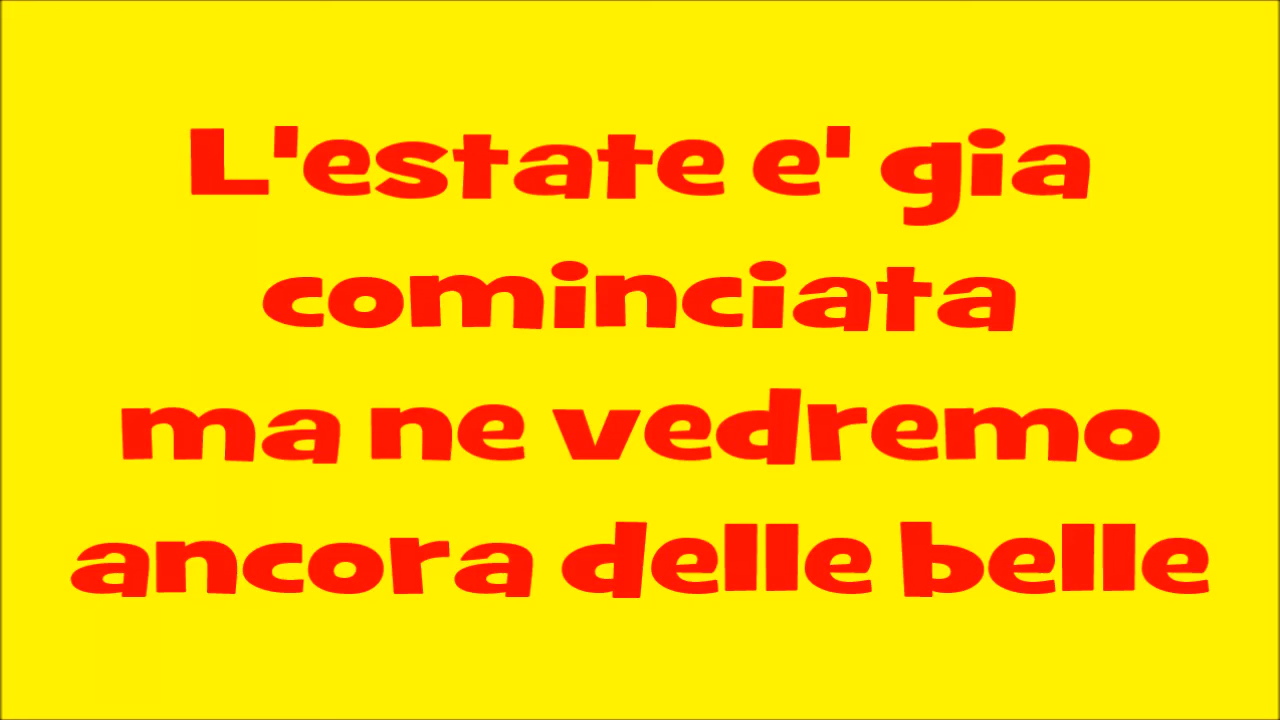 L'estate e' gia
cominciata
ma ne vedremo
ancora delle belle